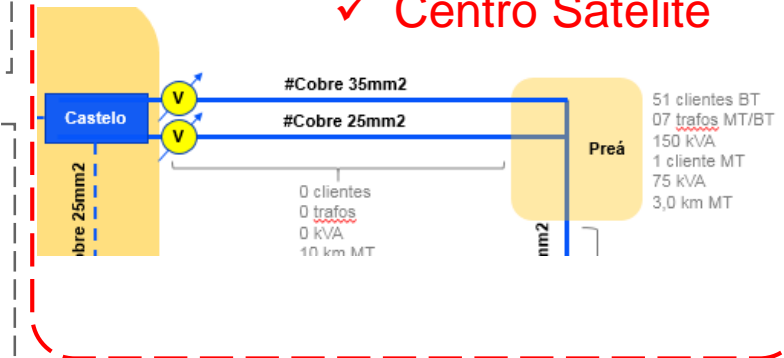 ✓ Centro Satélite
#Cobre 35mm2
V
Castelo
#Cobre 25mm2
V
Preá
51 clientes BT
07 trafos MT/BT
150 kVA
1 cliente MT
75 kVA
3,0 km MT
0 clientes
0 trafos
0 kVA
10 km MT
obre 25mm2
mm2